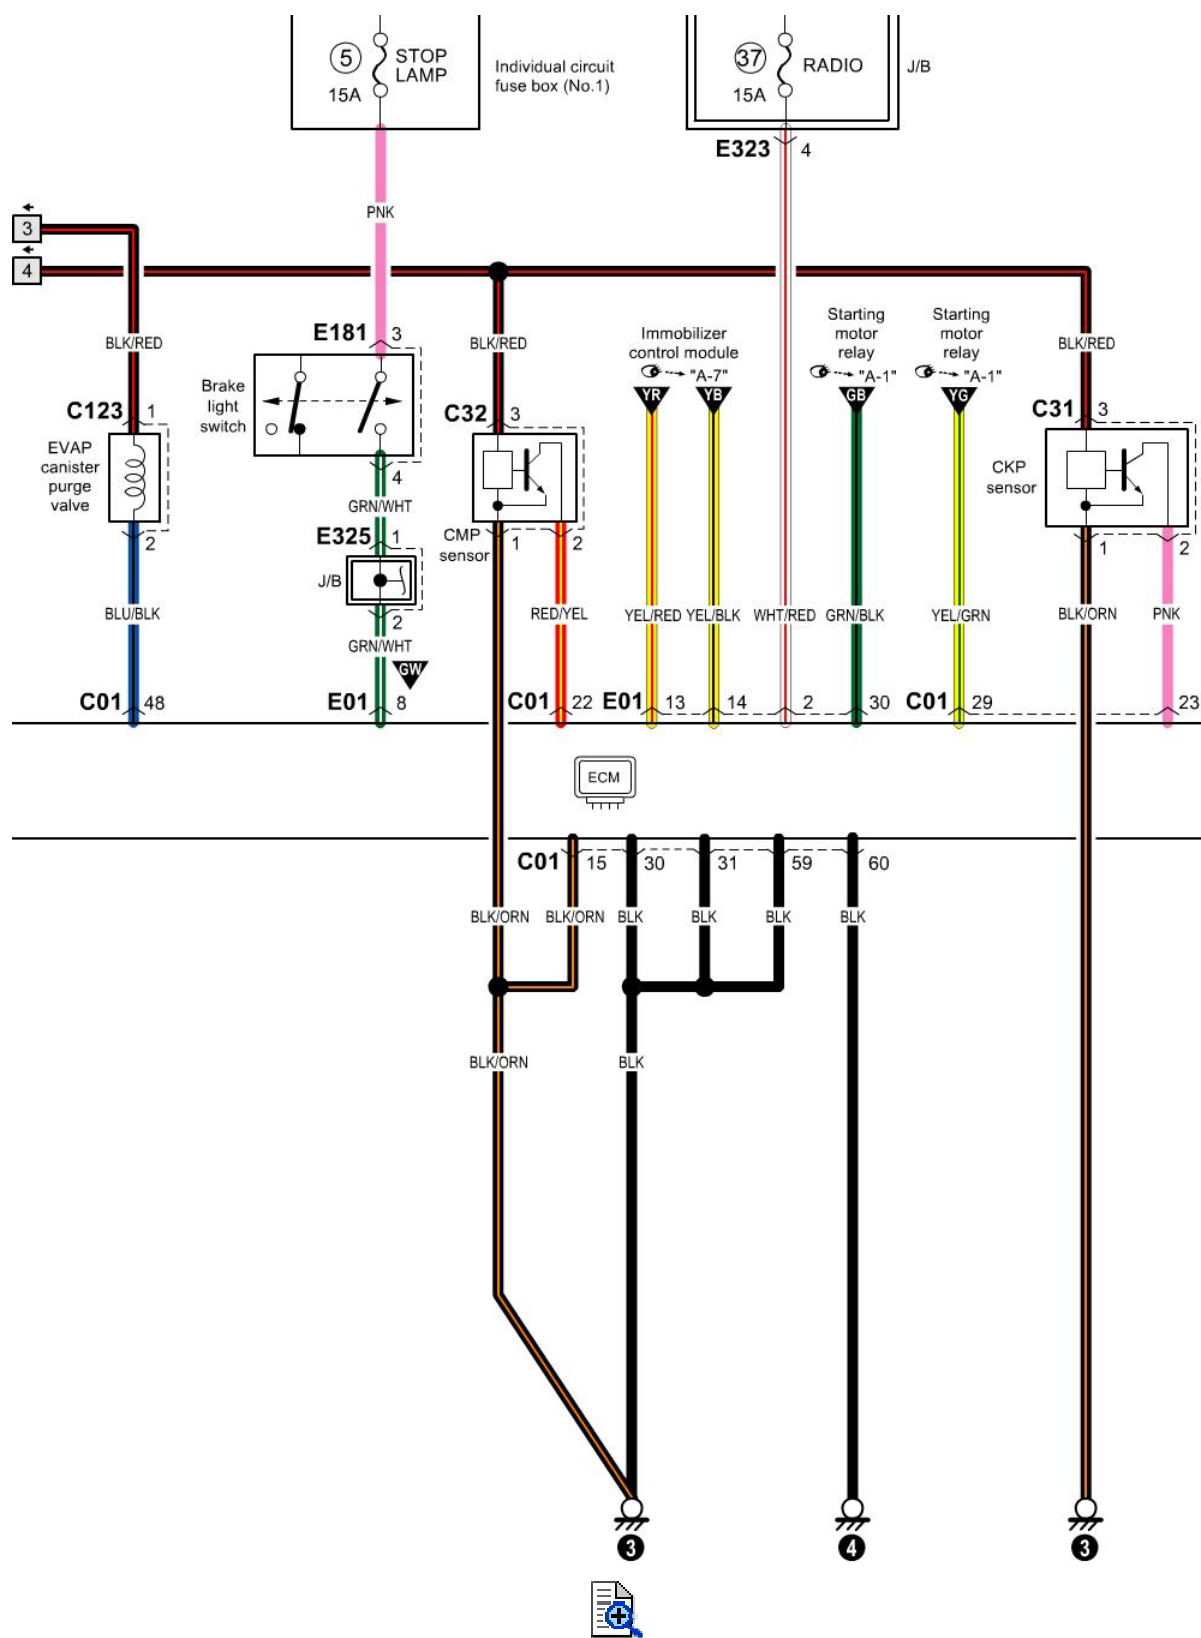 5
STOP
LAMP
15A
Individual circuit
fuse box (No.1)
37
RADIO
15A
J/B
E323 4
PNK
3
4
E181 3
BLK/RED
BLK/RED
BLK/RED
Immobilizer
control module
"A-7"
Starting
motor
relay
"A-1"
Starting
motor
relay
"A-1"
YR
YB
GB
YG
Brake
light
switch
C123 1
C32 3
C31 3
EVAP
canister
purge
valve
CKP
sensor
4
GRN/WHT
E325 1
CMP
sensor
2
1
2
1
2
J/B
2
BLU/BLK
RED/YEL
YEL/RED
YEL/BLK
WHT/RED
GRN/BLK
YEL/GRN
BLK/ORN
PNK
GRN/WHT
GW
C01 48
E01 8
C01 22
E01 13
14
2
30
C01 29
23
ECM
C01 15
30
31
59
60
BLK/ORN
BLK/ORN
BLK
BLK
BLK
BLK
BLK/ORN
BLK
3
4
3